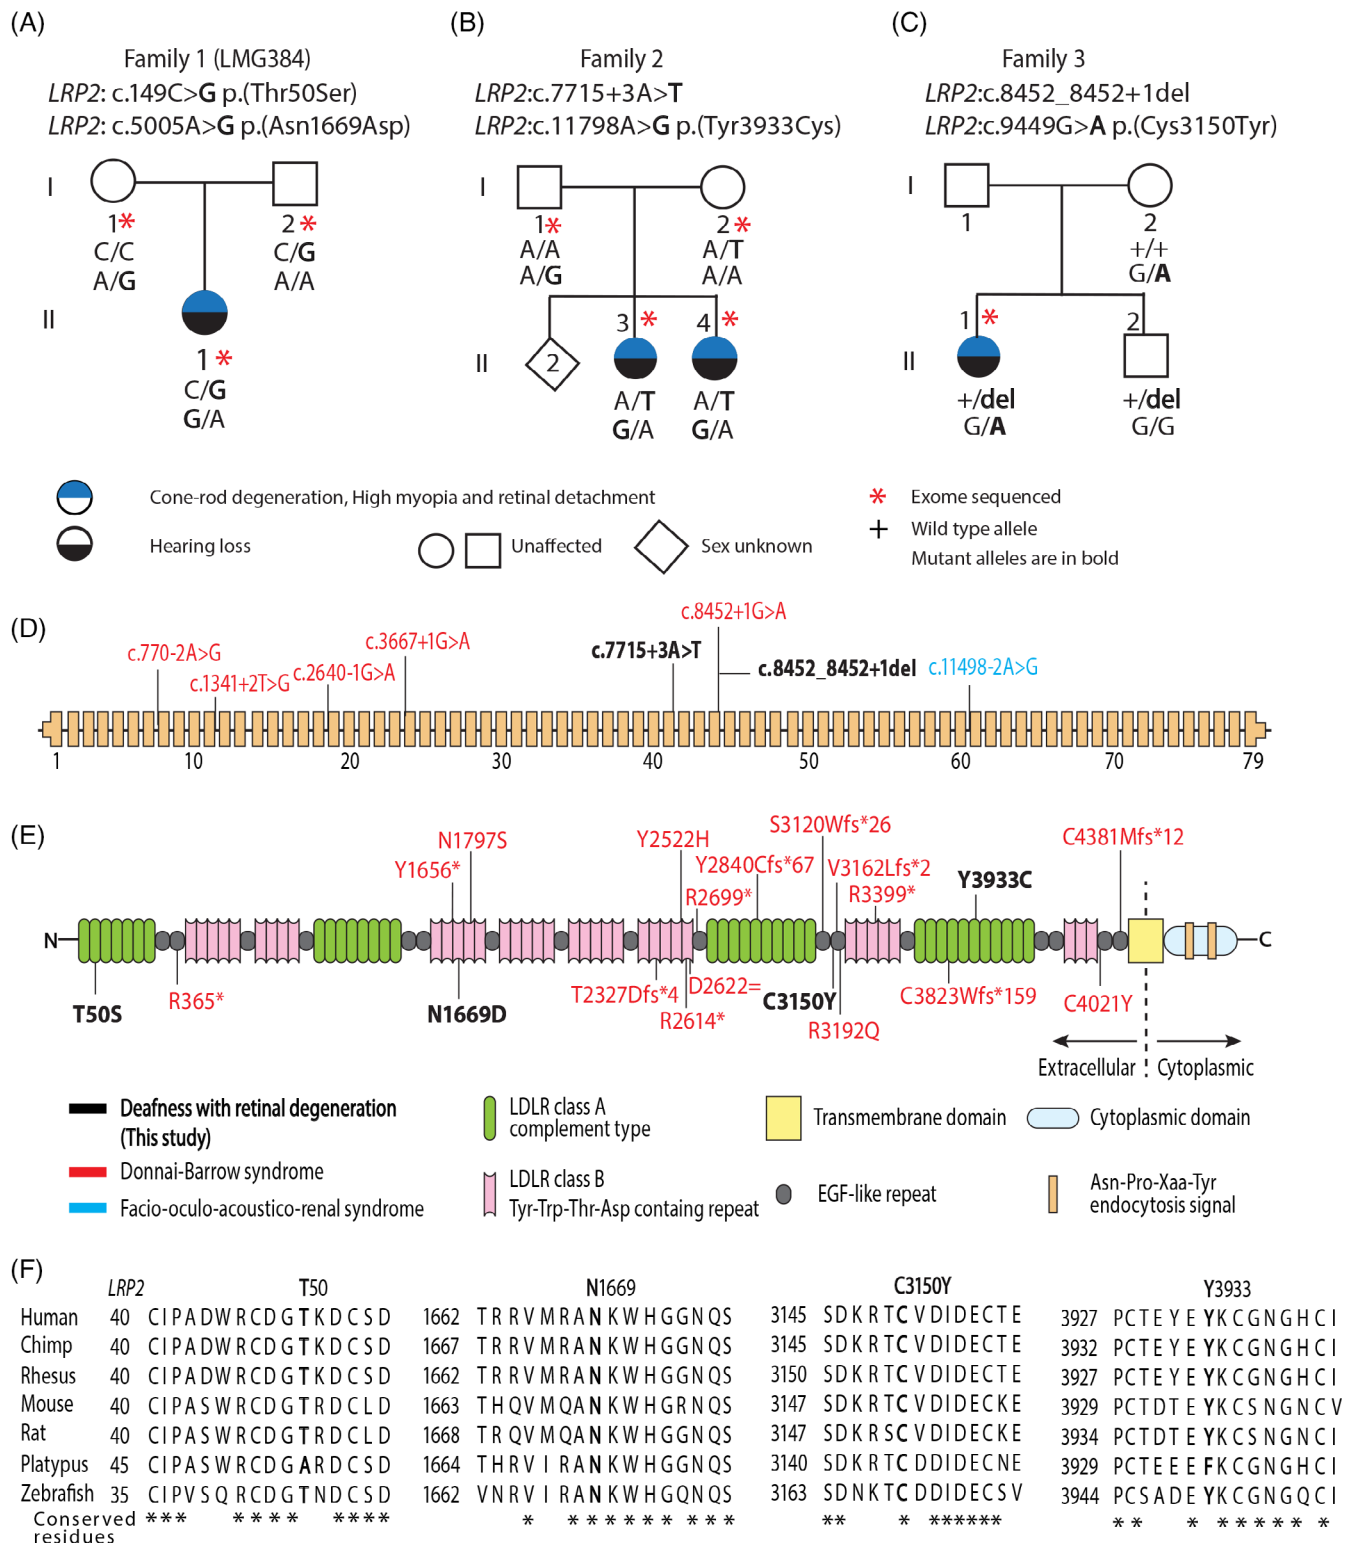 (A)
Family 1 (LMG384)
LRP2: c.149C>G p.(Thr50Ser)
LRP2: c.5005A>G p.(Asn1669Asp)
I
1*
C/C
A/G
2*
C/G
A/A
II
1*
C/G
G/A
(B)
Family 2
LRP2:c.7715+3A>T
LRP2:c.11798A>G p.(Tyr3933Cys)
I
1*
A/A
A/G
2*
A/T
A/A
II
2
3 *
A/T
G/A
4 *
A/T
G/A
(C)
Family 3
LRP2:c.8452_8452+1del
LRP2:c.9449G>A p.(Cys3150Tyr)
I
1
2
+/+
G/A
II
1 *
+/del
G/A
2
+/del
G/G
Cone-rod degeneration, High myopia and retinal detachment
Hearing loss
Unaffected
Sex unknown
* Exome sequenced
+ Wild type allele
Mutant alleles are in bold
(D)
c.770-2A>G
c.1341+2T>G
c.2640-1G>A
c.3667+1G>A
c.7715+3A>T
c.8452+1G>A
c.8452_8452+1del
c.11498-2A>G
1 10 20 30 40 50 60 70 79
(E)
Y1656*
N1797S
Y2522H
R2699*
Y2840Cfs*67
S3120Wfs*26
V3162Lfs*2
R3399*
Y3933C
C4381Mfs*12
N
C
T50S
R365*
N1669D
T2327Dfs*4
R2614*
D2622=
C3150Y
R3192Q
C3823Wfs*159
C4021Y
Extracellular
Cytoplasmic
Deafness with retinal degeneration
(This study)
Donnai-Barrow syndrome
Facio-oculo-acoustico-renal syndrome
LDLR class A
complement type
LDLR class B
Tyr-Trp-Thr-Asp containg repeat
Transmembrane domain
EGF-like repeat
Cytoplasmic domain
Asn-Pro-Xaa-Tyr
endocytosis signal
(F)
LRP2 T50 N1669 C3150Y Y3933
Human 40 CIPADWRCDGTKDCSD 1662 TRRVMRANKWHGGNQS 3145 SDKRTCVDIDECTE 3927 PCTEYEYKCGNGHCI
Chimp 40 CIPADWRCDGTKDCSD 1667 TRRVMRANKWHGGNQS 3145 SDKRTCVDIDECTE 3932 PCTEYEYKCGNGHCI
Rhesus 40 CIPADWRCDGTKDCSD 1662 TRRVMRANKWHGGNQS 3150 SDKRTCVDIDECTE 3927 PCTEYEYKCGNGHCI
Mouse 40 CIPASWRCDGTRDCLD 1663 THQVMQANKWHGRNQS 3147 SDKRTCVDIDECKE 3929 PCTDTEYKCSNGNCV
Rat 40 CIPASWRCDGTRDCLD 1668 TRQVMQANKWHGGNQS 3147 SDKRSCVDIDECKE 3934 PCTDTEYKCSNGNCI
Platypus 45 CIPASWRCDGARDCSD 1664 THRVIRANKWHGGNQS 3140 SDKRTCDDIDECNE 3929 PCTEEEFKCGNGHCI
Zebrafish 35 CIPVSQRCDGTNDCSD 1662 VNRVIRANKWHGQNQS 3163 SDNKTCDDIDECSV 3944 PCSADEYKCGNGQCI
Conserved *** **** **** * ****** *** ** * ****** ** * ***** *
residues